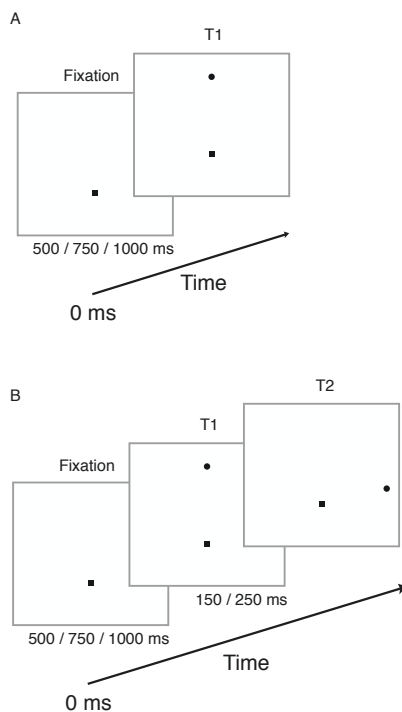 A
T1
Fixation
500 / 750 / 1000 ms
Time
0 ms
B
T2
T1
Fixation
150 / 250 ms
500 / 750 / 1000 ms
Time
0 ms